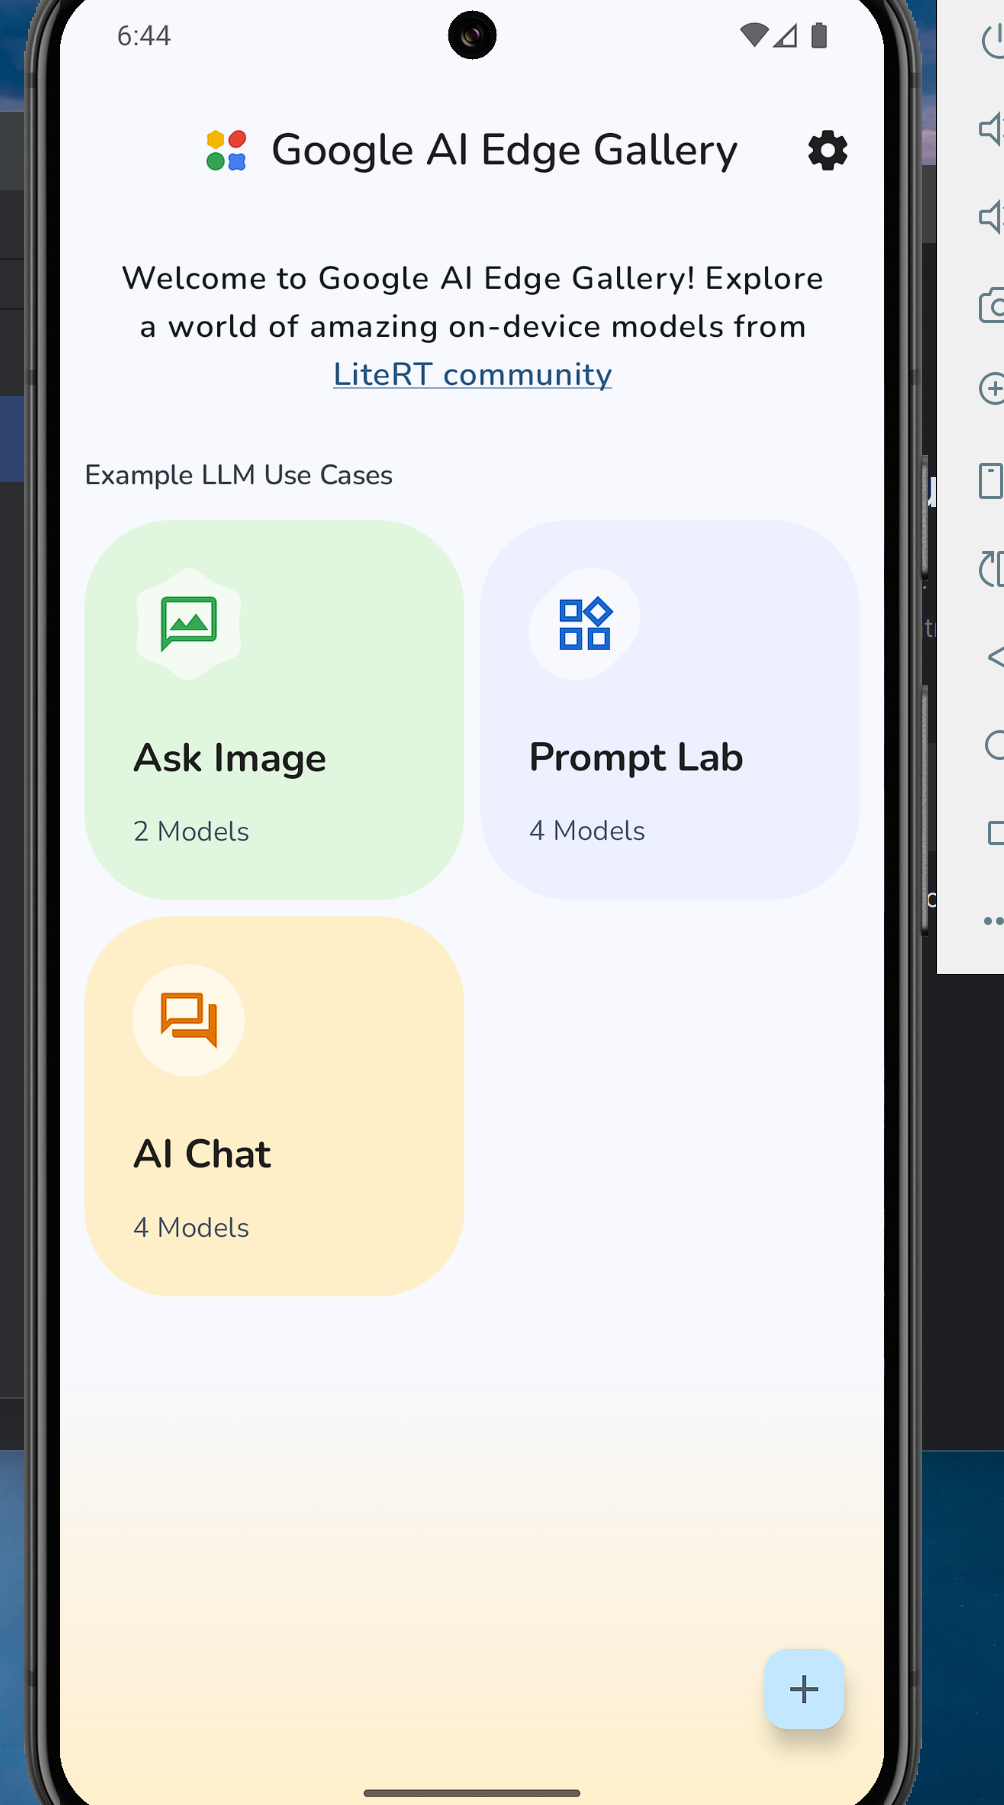 6:44
Google AI Edge Gallery
Welcome to Google AI Edge Gallery! Explore
a world of amazing on-device models from
LiteRT community
Example LLM Use Cases
Ask Image
2 Models
Prompt Lab
4 Models
AI Chat
4 Models